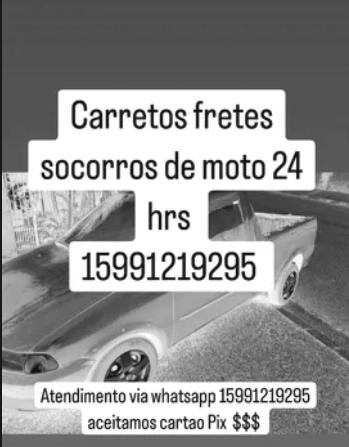 Carretos fretes
socorros de moto 24
hrs
15991219295
Atendimento via whatsapp 15991219295
aceitamos cartao Pix $$$